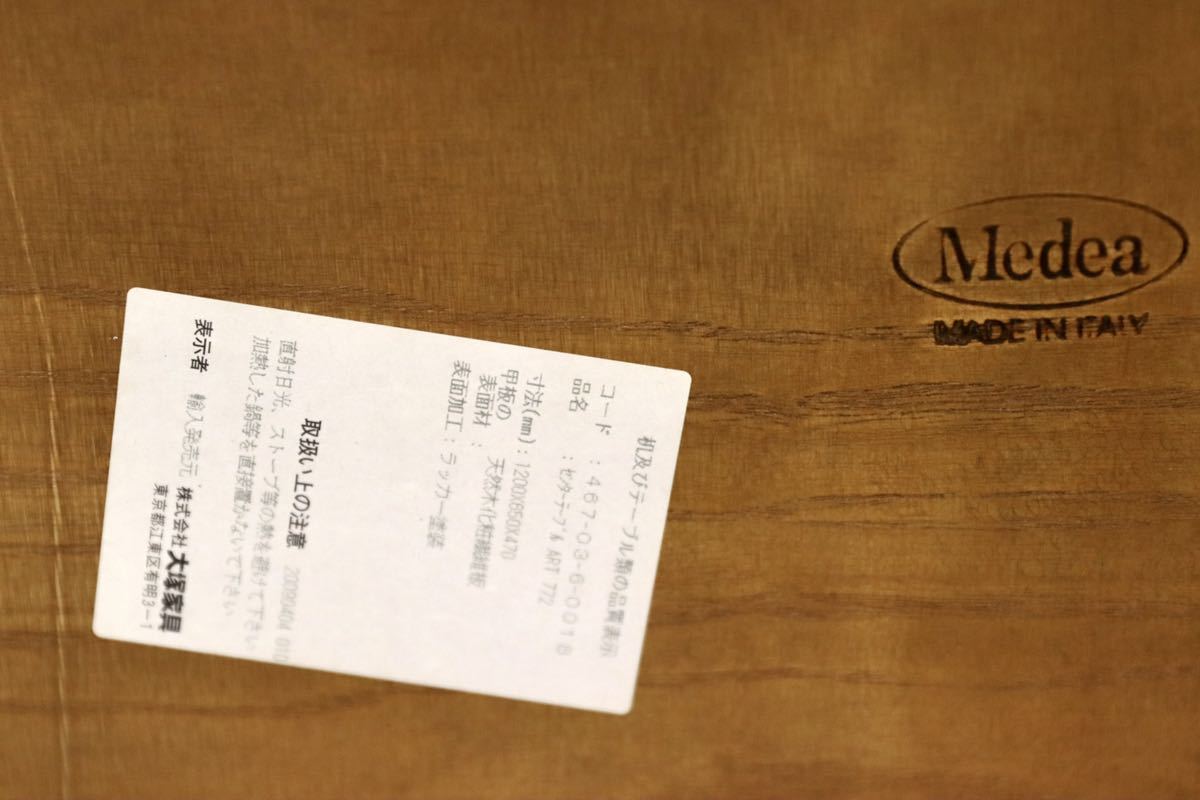 机及びテーブル類の品質表示
コード : 467-03-6-0018
品名 : センターテーブル ART 772
寸法(mm) : 1200X850X470
甲板の
表面材 : 天然木化粧繊維板
表面加工 : ラッカー塗装
取扱い上の注意 20090404 010
直射日光、ストーブ等の熱を避けて下さい
加熱した鍋等を直接置かないで下さい
表示者 輸入発売元 株式会社 大塚家具
東京都江東区有明3-1
Medea
MADE IN ITALY